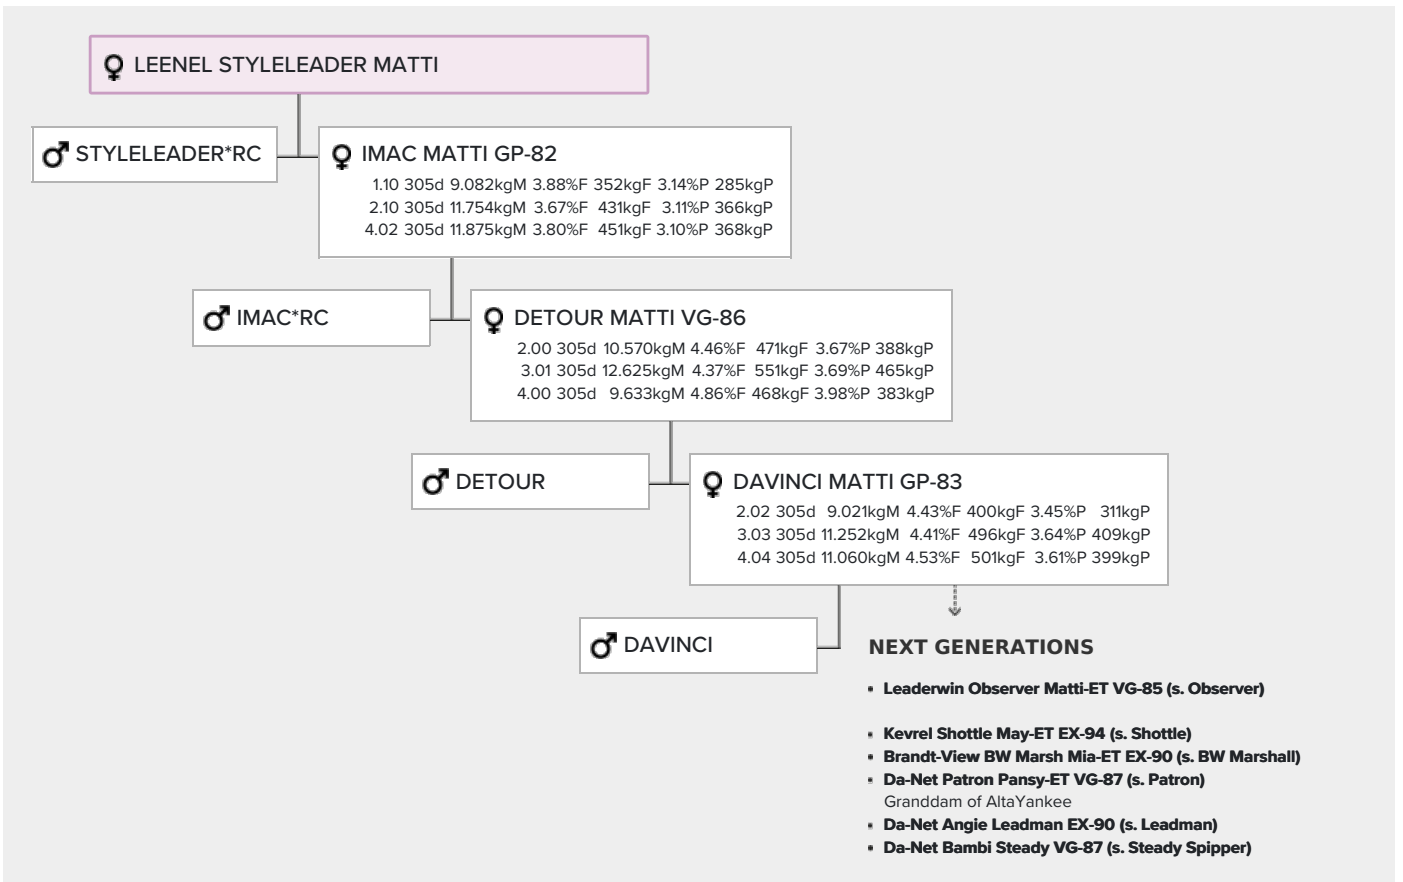 LEENEL STYLELEADER MATTI
STYLELEADER*RC
IMAC MATTI GP-82
1.10 305d 9.082kgM 3.88%F 352kgF 3.14%P 285kgP
2.10 305d 11.754kgM 3.67%F 431kgF 3.11%P 366kgP
4.02 305d 11.875kgM 3.80%F 451kgF 3.10%P 368kgP
IMAC*RC
DETOUR MATTI VG-86
2.00 305d 10.570kgM 4.46%F 471kgF 3.67%P 388kgP
3.01 305d 12.625kgM 4.37%F 551kgF 3.69%P 465kgP
4.00 305d 9.633kgM 4.86%F 468kgF 3.98%P 383kgP
DETOUR
DAVINCI MATTI GP-83
2.02 305d 9.021kgM 4.43%F 400kgF 3.45%P 311kgP
3.03 305d 11.252kgM 4.41%F 496kgF 3.64%P 409kgP
4.04 305d 11.060kgM 4.53%F 501kgF 3.61%P 399kgP
DAVINCI
NEXT GENERATIONS
• Leaderwin Observer Matti-ET VG-85 (s. Observer)
• Kevrel Shottle May-ET EX-94 (s. Shottle)
• Brandt-View BW Marsh Mia-ET EX-90 (s. BW Marshall)
• Da-Net Patron Pansy-ET VG-87 (s. Patron)
Granddam of AltaYankee
• Da-Net Angie Leadman EX-90 (s. Leadman)
• Da-Net Bambi Steady VG-87 (s. Steady Spipper)